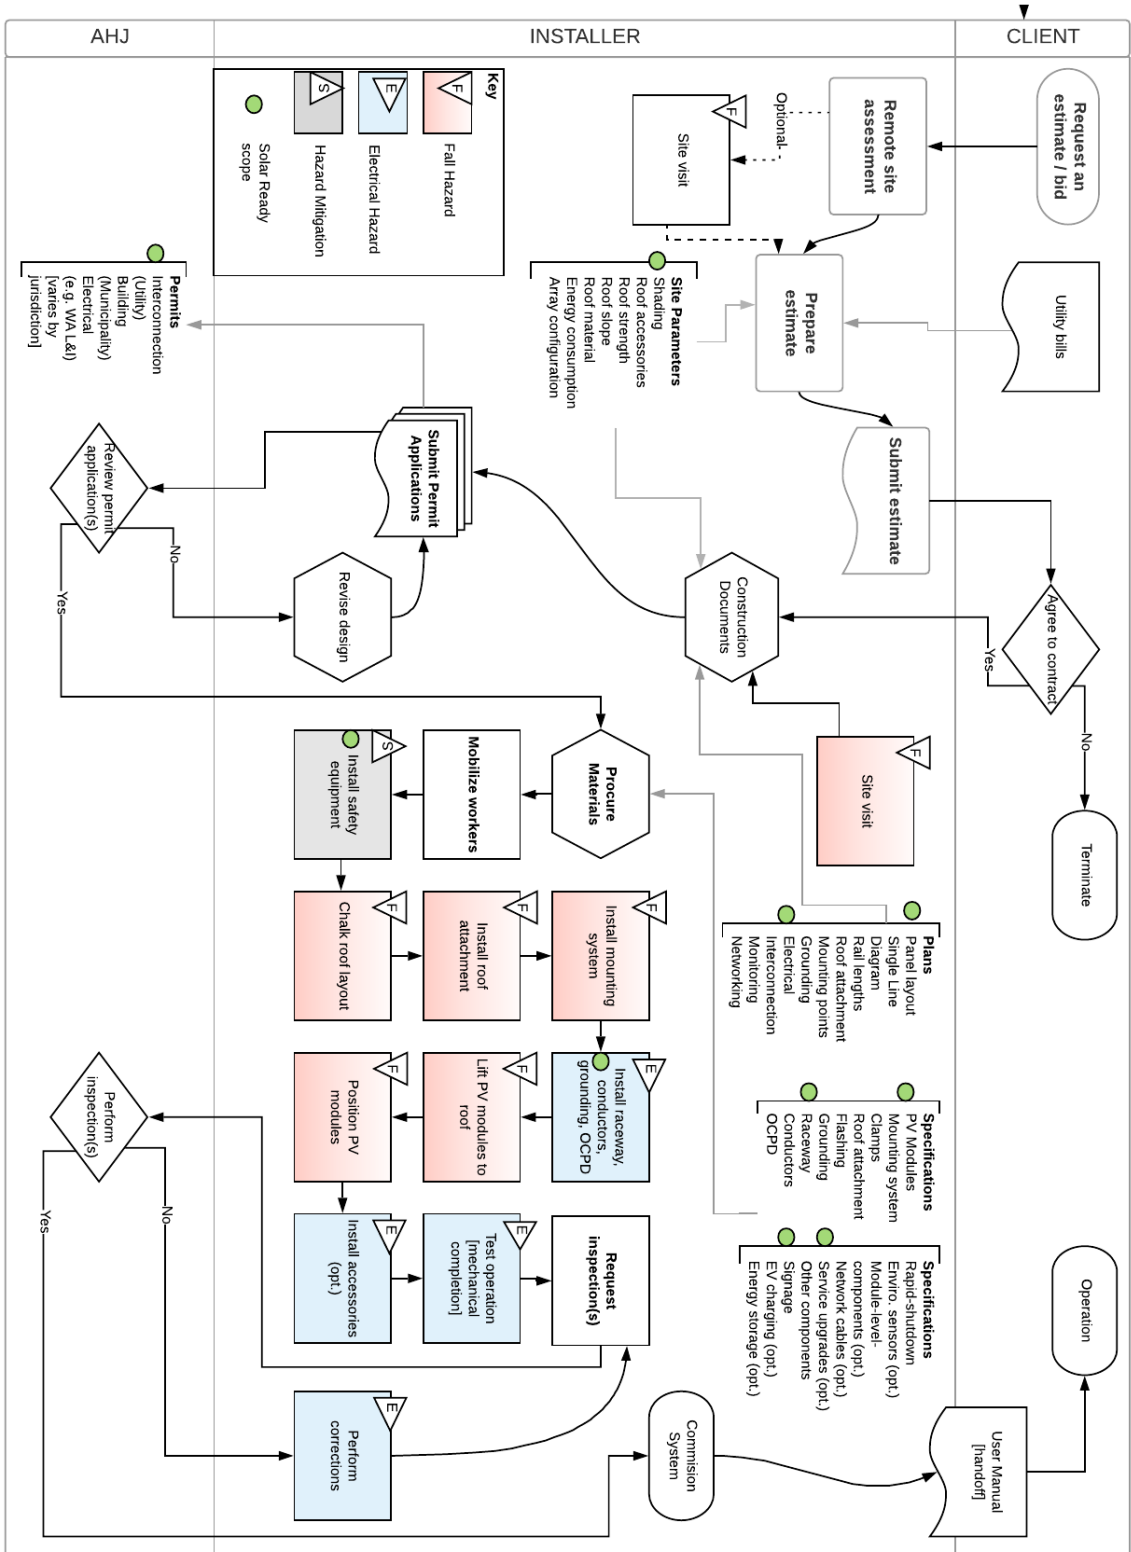 AHJ
INSTALLER
CLIENT
Key
F
Fall Hazard
E
Electrical Hazard
S
Hazard Mitigation
Solar Ready
scope
Request an
estimate / bid
Remote site
assessment
Optional
F
Site visit
Utility bills
Prepare
estimate
Site Parameters
Shading
Roof accessories
Roof strength
Roof slope
Roof material
Energy consumption
Array configuration
Permits
Interconnection
(Utility)
Building
(Municipality)
Electrical
(e.g. WA L&I)
[varies by
jurisdiction]
Submit estimate
Submit Permit
Applications
Review permit
application(s)
No
Yes
Revise design
Construction
Documents
Agree to contract
Yes
No
Terminate
F
Site visit
Procure
Materials
Mobilize workers
S
Install safety
equipment
F
Chalk roof layout
F
Install roof
attachment
F
Install mounting
system
Plans
Panel layout
Single Line
Diagram
Rail lengths
Roof attachment
Mounting points
Grounding
Electrical
Interconnection
Monitoring
Networking
E
Install raceway,
conductors,
grounding, OCPD
F
Lift PV modules to
roof
F
Position PV
modules
Specifications
PV Modules
Mounting system
Clamps
Roof attachment
Flashing
Grounding
Raceway
Conductors
OCPD
Perform
inspection(s)
No
Yes
E
Install accessories
(opt.)
E
Test operation
[mechanical
completion]
Request
inspection(s)
Specifications
Rapid-shutdown
Enviro. sensors (opt.)
Module-level-
components (opt.)
Network cables (opt.)
Service upgrades (opt.)
Other components
Signage
EV charging (opt.)
Energy storage (opt.)
Operation
E
Perform
corrections
Commision
System
User Manual
[handoff]